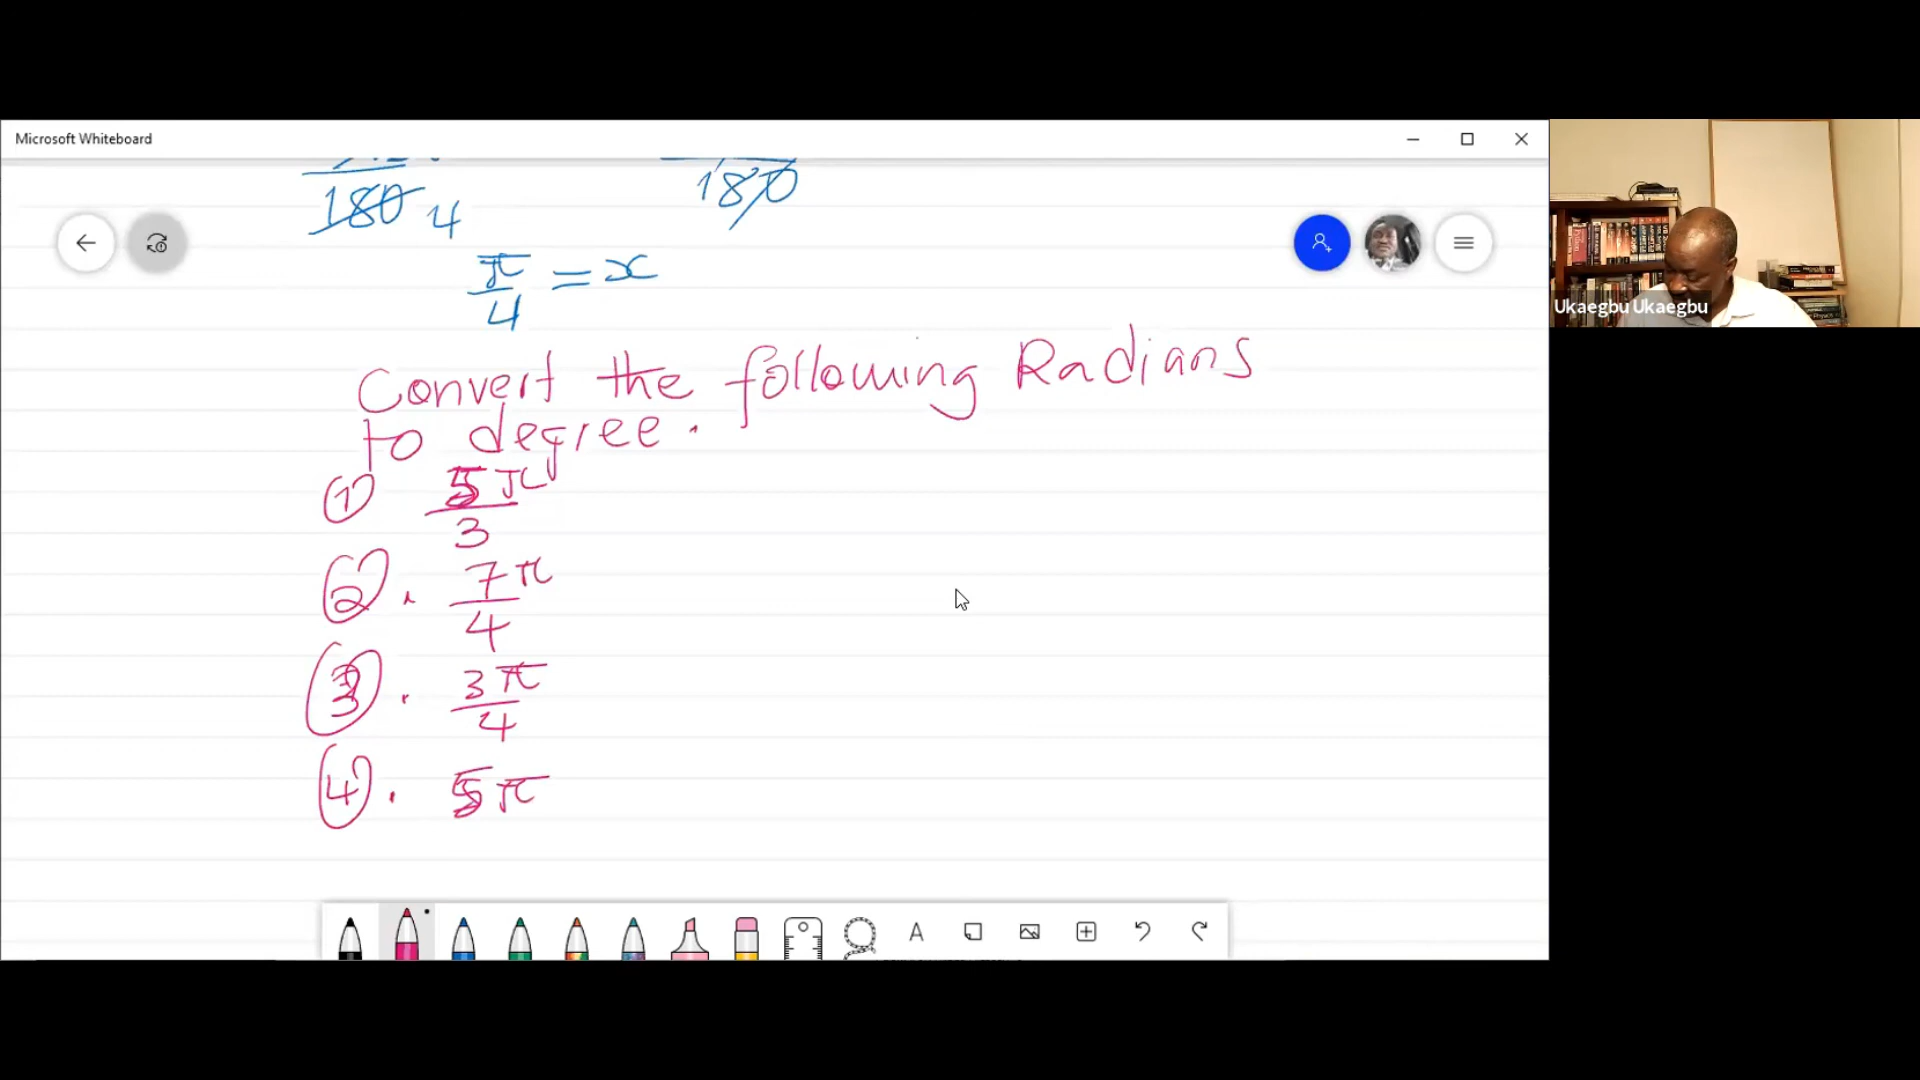 Microsoft Whiteboard
180 4
180
π/4 = x
Convert the following Radians
to degree.
① 5π/3
②. 7π/4
③. 3π/4
④. 5π
A
Ukaegbu Ukaegbu